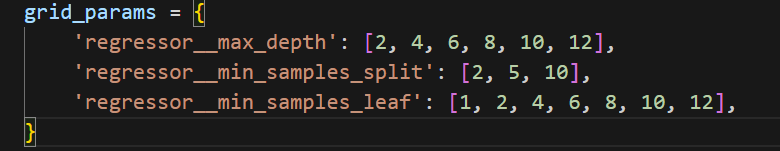 grid_params = {
    'regressor__max_depth': [2, 4, 6, 8, 10, 12],
    'regressor__min_samples_split': [2, 5, 10],
    'regressor__min_samples_leaf': [1, 2, 4, 6, 8, 10, 12],
}